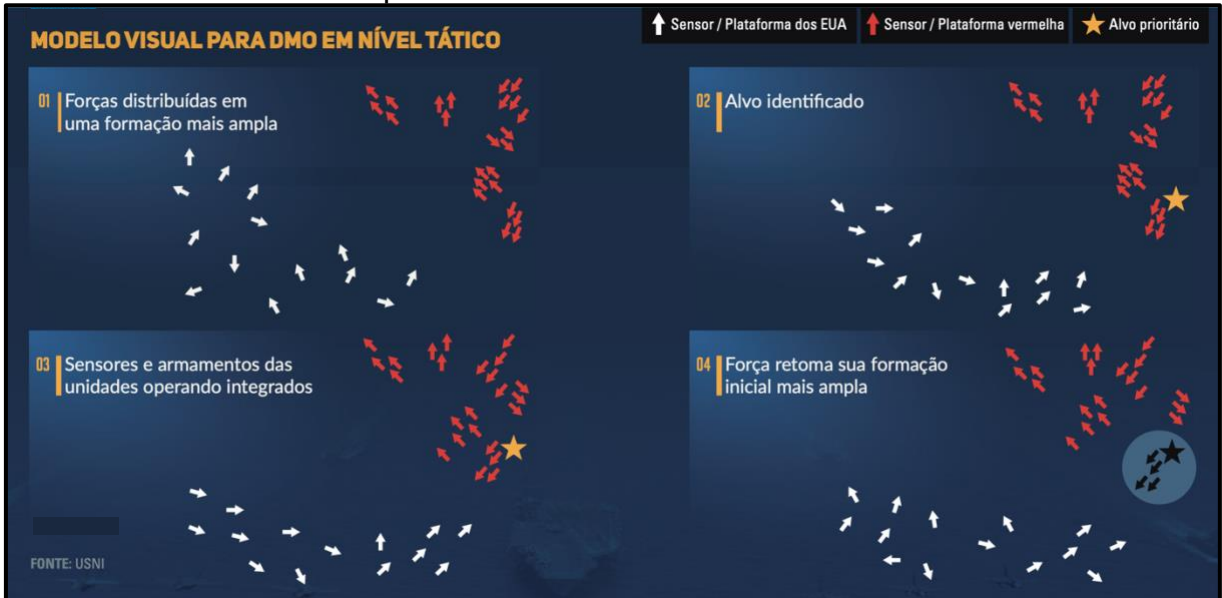 MODELO VISUAL PARA DMO EM NÍVEL TÁTICO
Sensor / Plataforma dos EUA
Sensor / Plataforma vermelha
Alvo prioritário
01 Forças distribuídas em
uma formação mais ampla
02 Alvo identificado
03 Sensores e armamentos das
unidades operando integrados
04 Força retoma sua formação
inicial mais ampla
FONTE: USNI